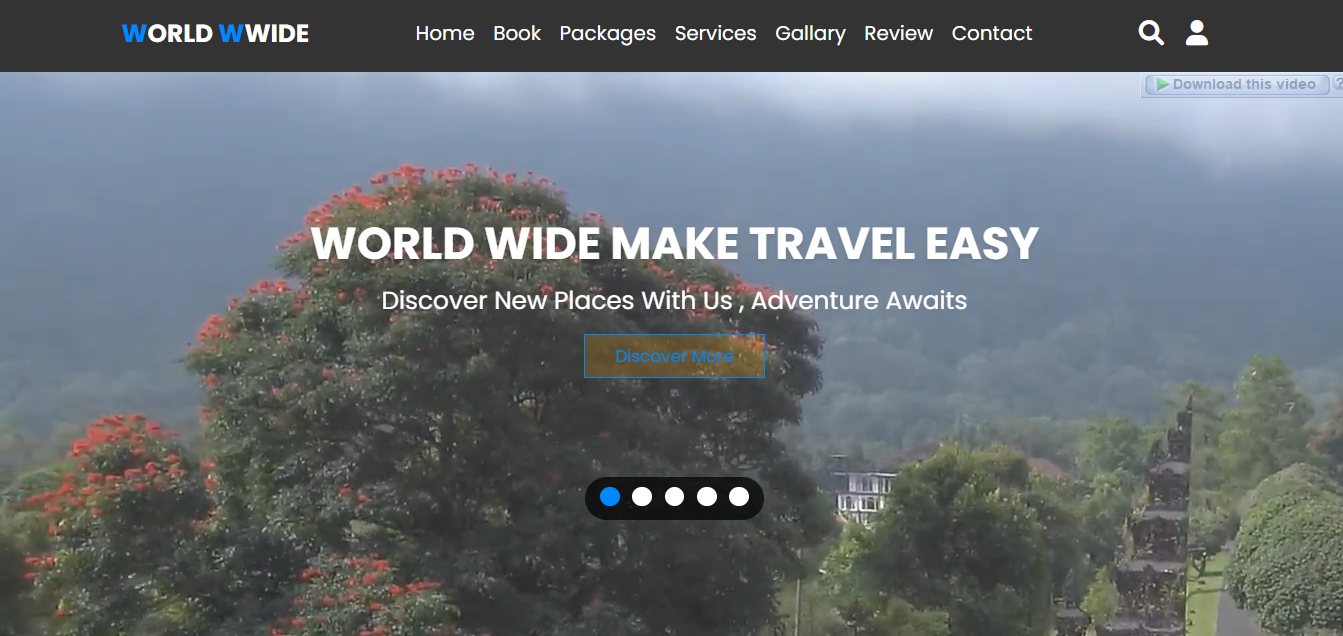 WORLD WWIDE Home Book Packages Services Gallary Review Contact
Download this video ?
WORLD WIDE MAKE TRAVEL EASY
Discover New Places With Us , Adventure Awaits
Discover More